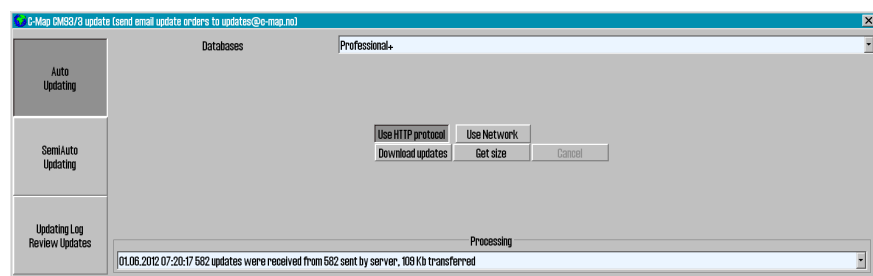 C-Map CM93/3 update (send email update orders to updates@c-map.no)
Databases
Professional+
Auto
Updating
Use HTTP protocol
Use Network
Download updates
Get size
Cancel
SemiAuto
Updating
Updating Log
Review Updates
Processing
01.06.2012 07:20:17 582 updates were received from 582 sent by server, 109 Kb transferred